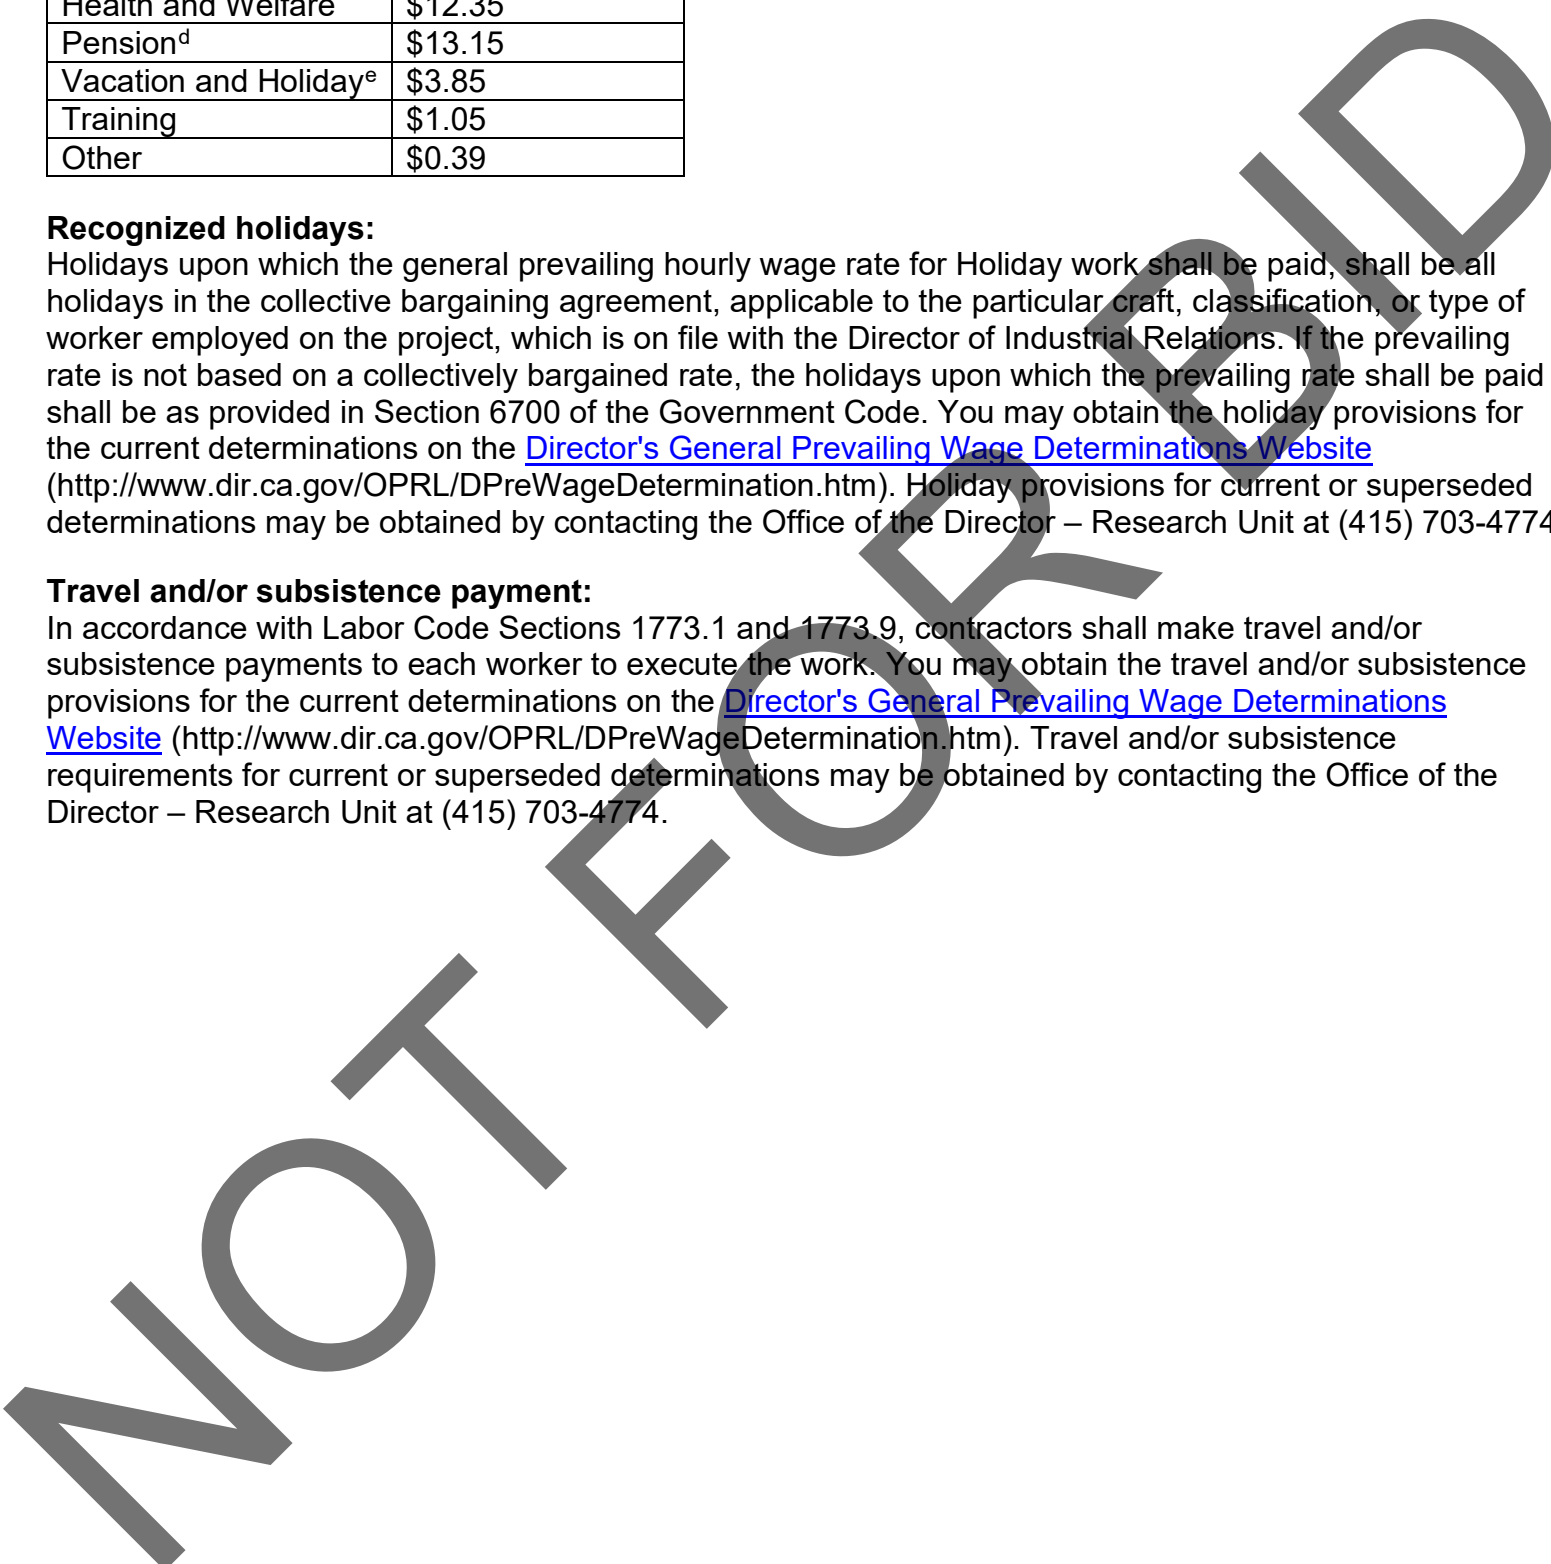 Health and Welfare $12.35
Pensionᵈ $13.15
Vacation and Holidayᵉ $3.85
Training $1.05
Other $0.39
Recognized holidays:
Holidays upon which the general prevailing hourly wage rate for Holiday work shall be paid, shall be all
holidays in the collective bargaining agreement, applicable to the particular craft, classification, or type of
worker employed on the project, which is on file with the Director of Industrial Relations. If the prevailing
rate is not based on a collectively bargained rate, the holidays upon which the prevailing rate shall be paid
shall be as provided in Section 6700 of the Government Code. You may obtain the holiday provisions for
the current determinations on the Director's General Prevailing Wage Determinations Website
(http://www.dir.ca.gov/OPRL/DPreWageDetermination.htm). Holiday provisions for current or superseded
determinations may be obtained by contacting the Office of the Director – Research Unit at (415) 703-4774
Travel and/or subsistence payment:
In accordance with Labor Code Sections 1773.1 and 1773.9, contractors shall make travel and/or
subsistence payments to each worker to execute the work. You may obtain the travel and/or subsistence
provisions for the current determinations on the Director's General Prevailing Wage Determinations
Website (http://www.dir.ca.gov/OPRL/DPreWageDetermination.htm). Travel and/or subsistence
requirements for current or superseded determinations may be obtained by contacting the Office of the
Director – Research Unit at (415) 703-4774.
NOT FOR BID